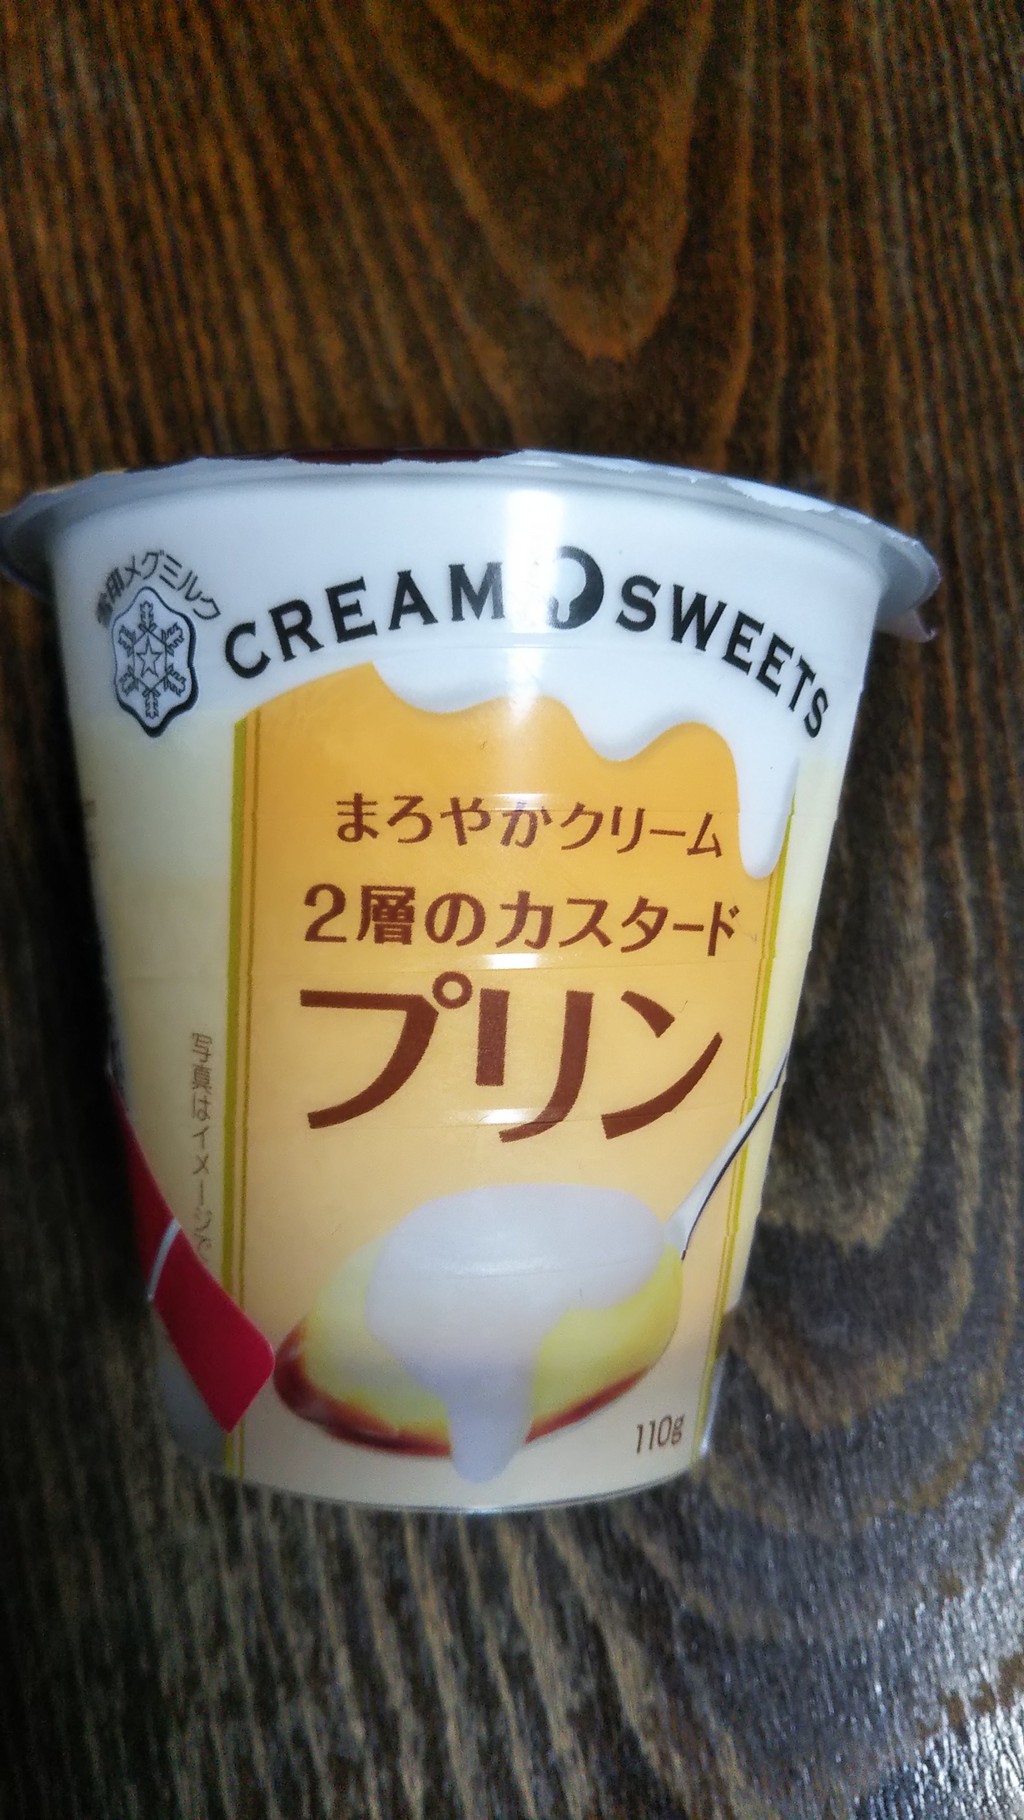 雪印メグミルク
CREAM SWEETS
まろやかクリーム
2層のカスタード
プリン
写真はイメージで
110g